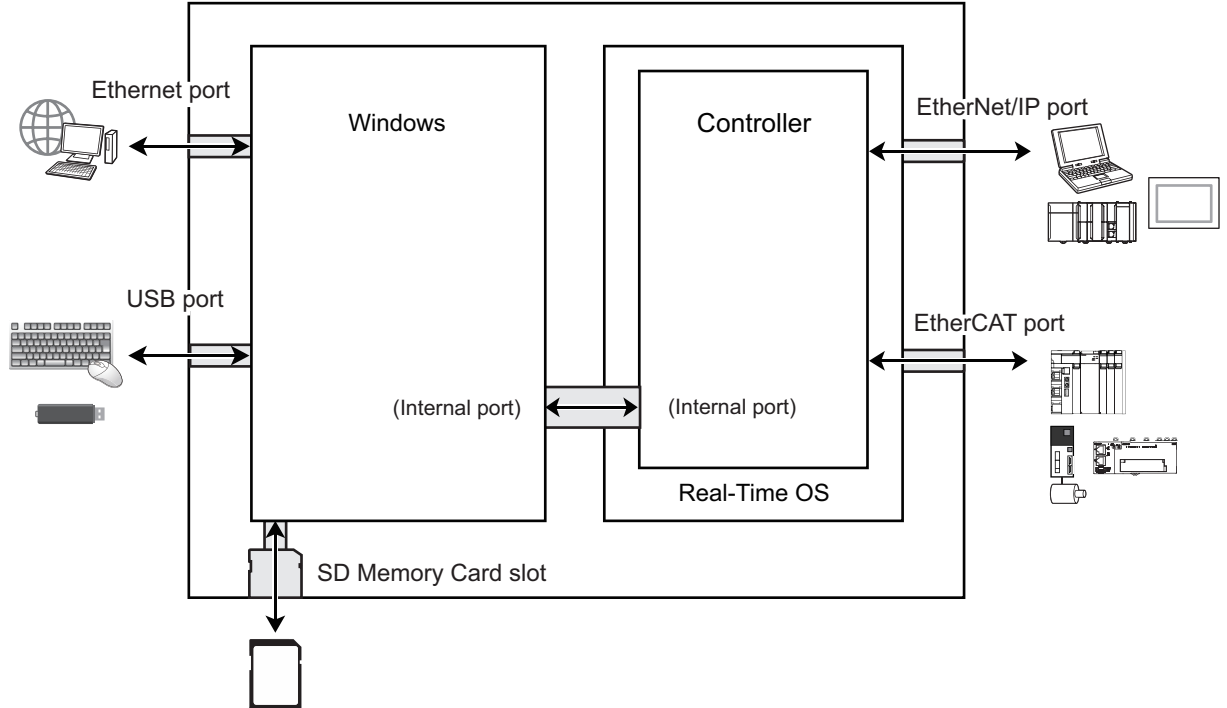 Ethernet port
Windows
Controller
EtherNet/IP port
USB port
EtherCAT port
(Internal port)
(Internal port)
Real-Time OS
SD Memory Card slot